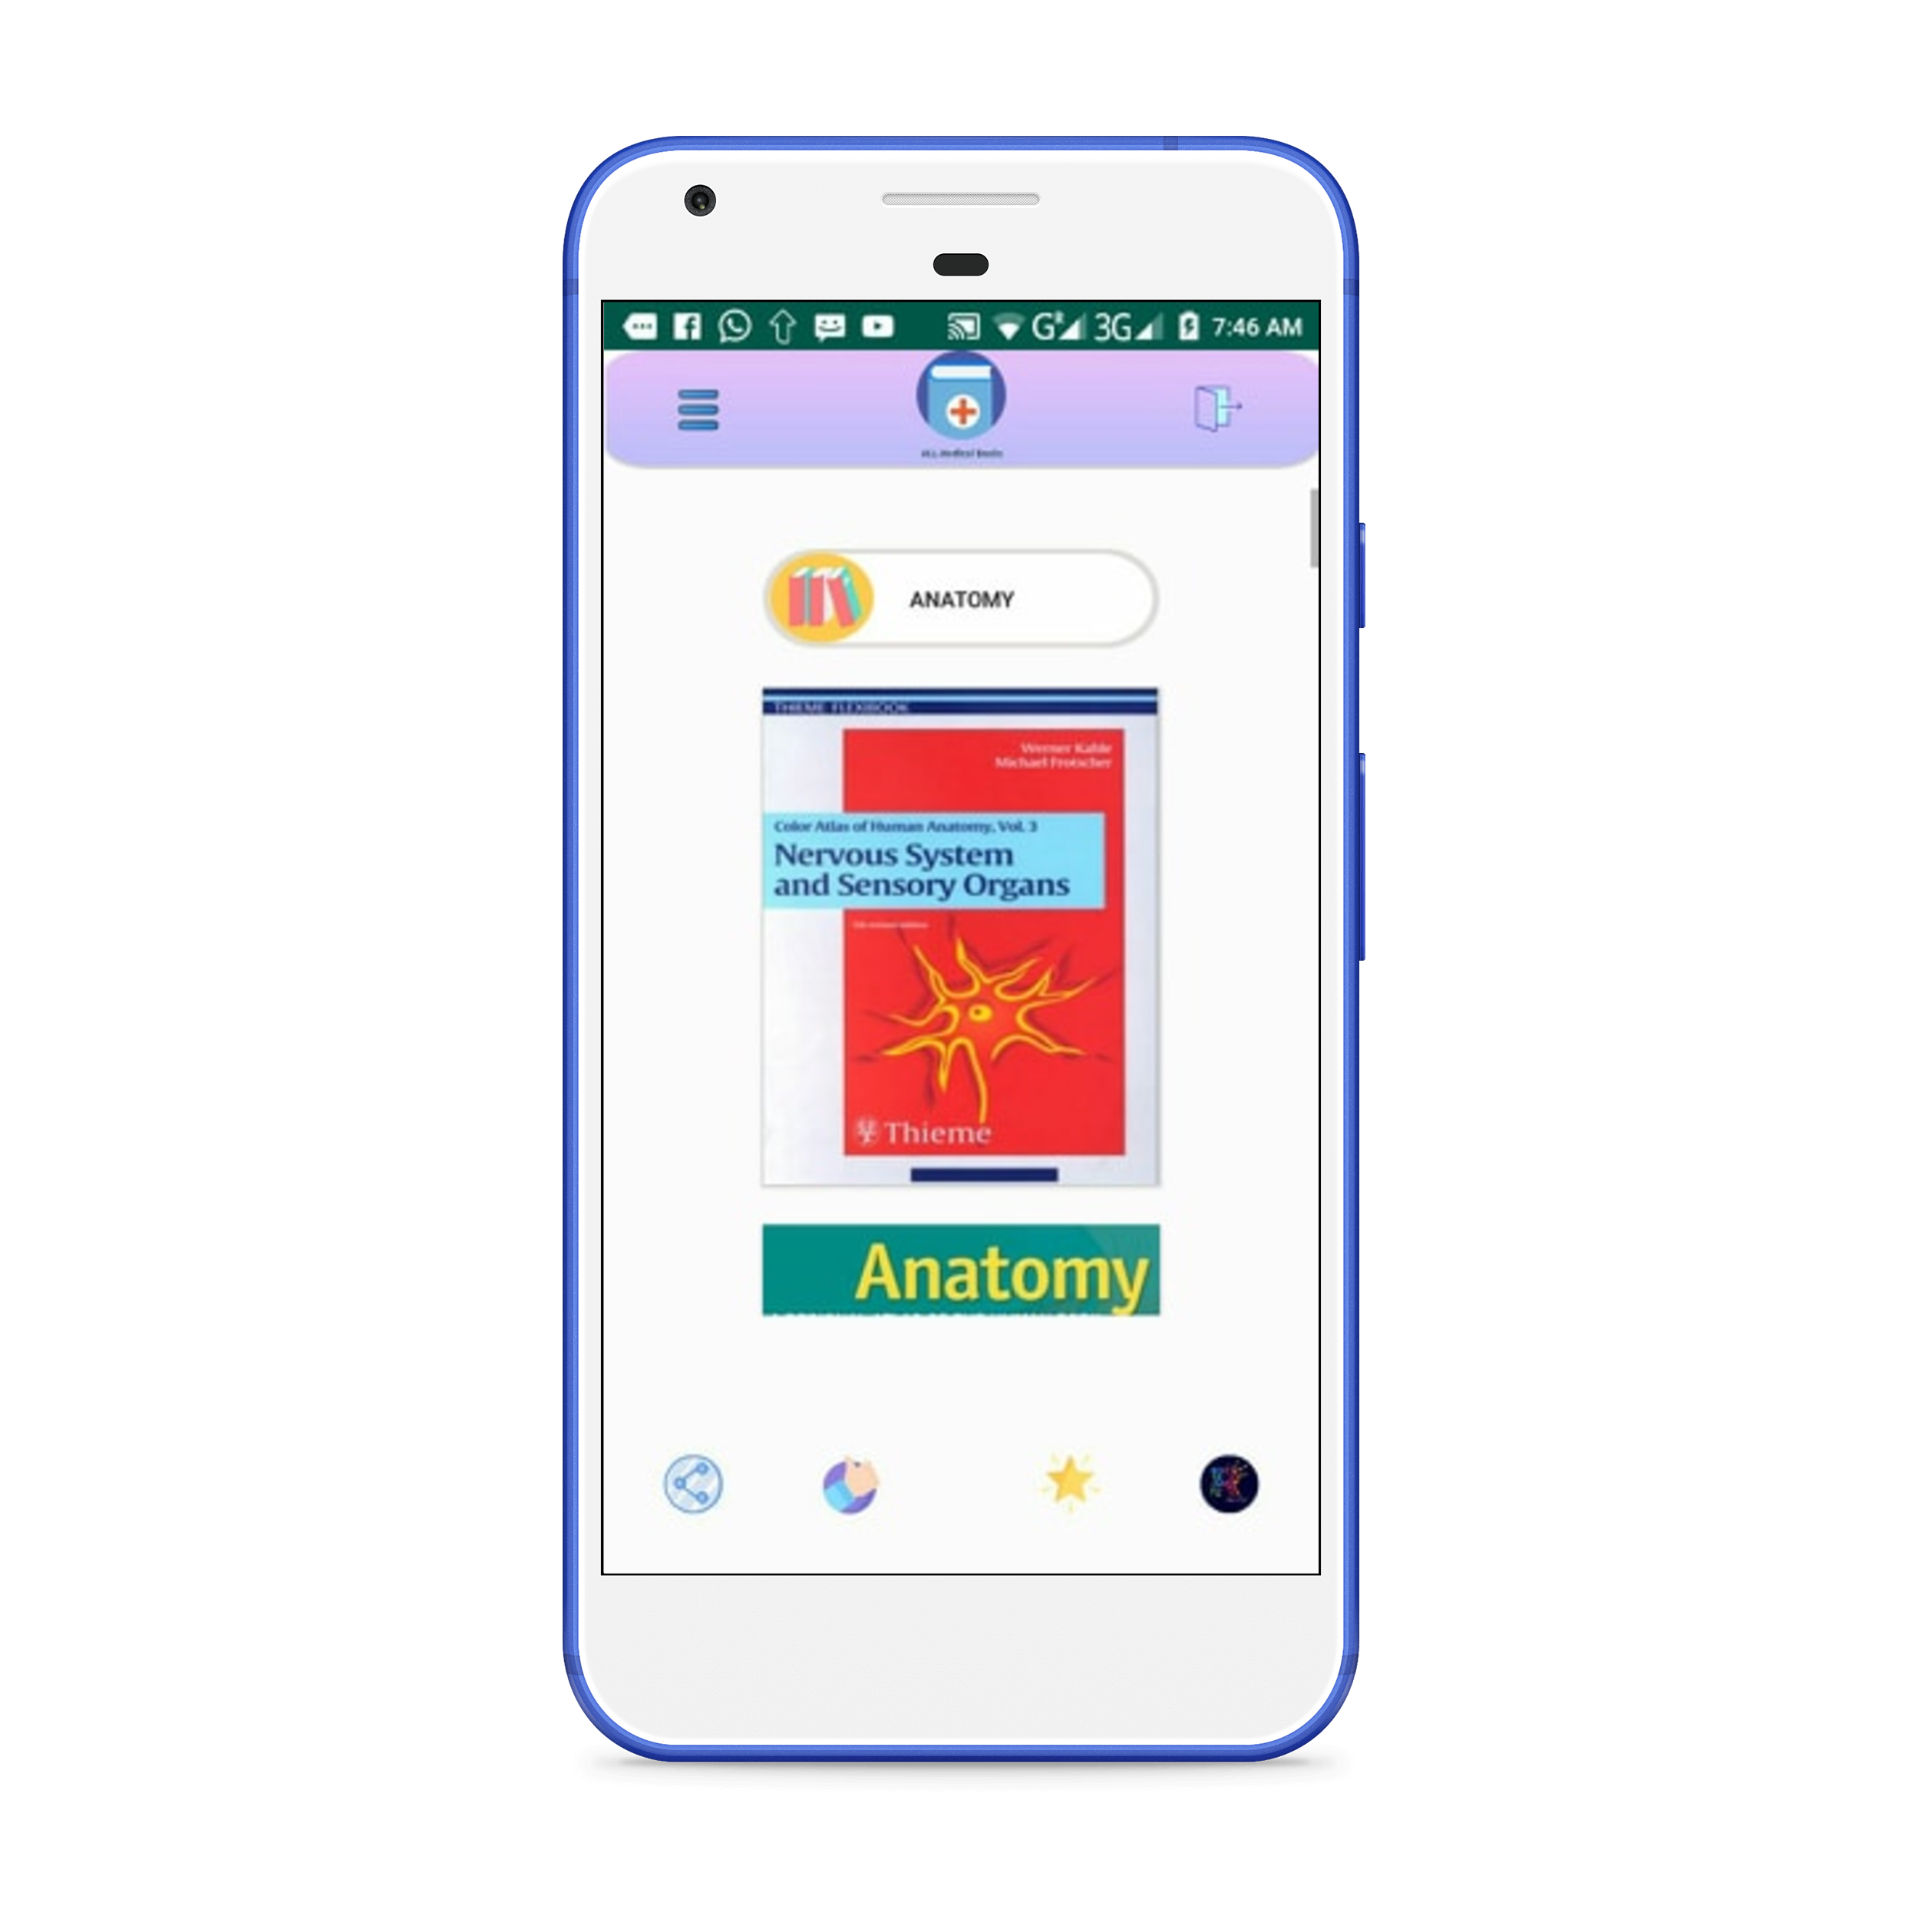 7:46 AM
G R 3G
ALL Medical Books
ANATOMY
THIEME FLEXIBOOK
Werner Kahle
Michael Frotscher
Color Atlas of Human Anatomy, Vol. 3
Nervous System
and Sensory Organs
Thieme
Anatomy